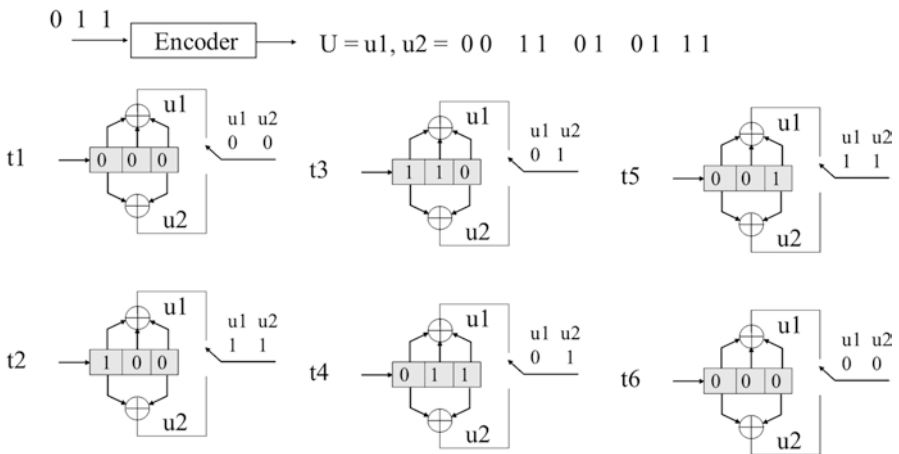 0 1 1
Encoder
U = u1, u2 = 0 0 1 1 0 1 0 1 1 1
t1
0 0 0
u1
u2
u1 u2
0 0
t3
1 1 0
u1
u2
u1 u2
0 1
t5
0 0 1
u1
u2
u1 u2
1 1
t2
1 0 0
u1
u2
u1 u2
1 1
t4
0 1 1
u1
u2
u1 u2
0 1
t6
0 0 0
u1
u2
u1 u2
0 0